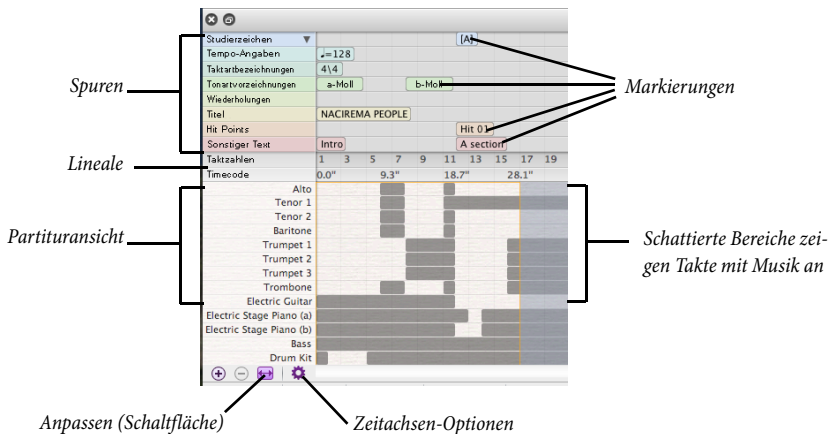 Studierzeichen
[A]
Tempo-Angaben
♩=128
Taktartbezeichnungen
4\4
Tonartvorzeichnungen
a-Moll
b-Moll
Wiederholungen
Titel
NACIREMA PEOPLE
Hit Points
Hit 01
Sonstiger Text
Intro
A section
Taktzahlen
1 3 5 7 9 11 13 15 17 19
Timecode
0.0" 9.3" 18.7" 28.1"
Alto
Tenor 1
Tenor 2
Baritone
Trumpet 1
Trumpet 2
Trumpet 3
Trombone
Electric Guitar
Electric Stage Piano (a)
Electric Stage Piano (b)
Bass
Drum Kit
Spuren
Lineale
Partituransicht
Markierungen
Schattierte Bereiche zei-
gen Takte mit Musik an
Anpassen (Schaltfläche)
Zeitachsen-Optionen